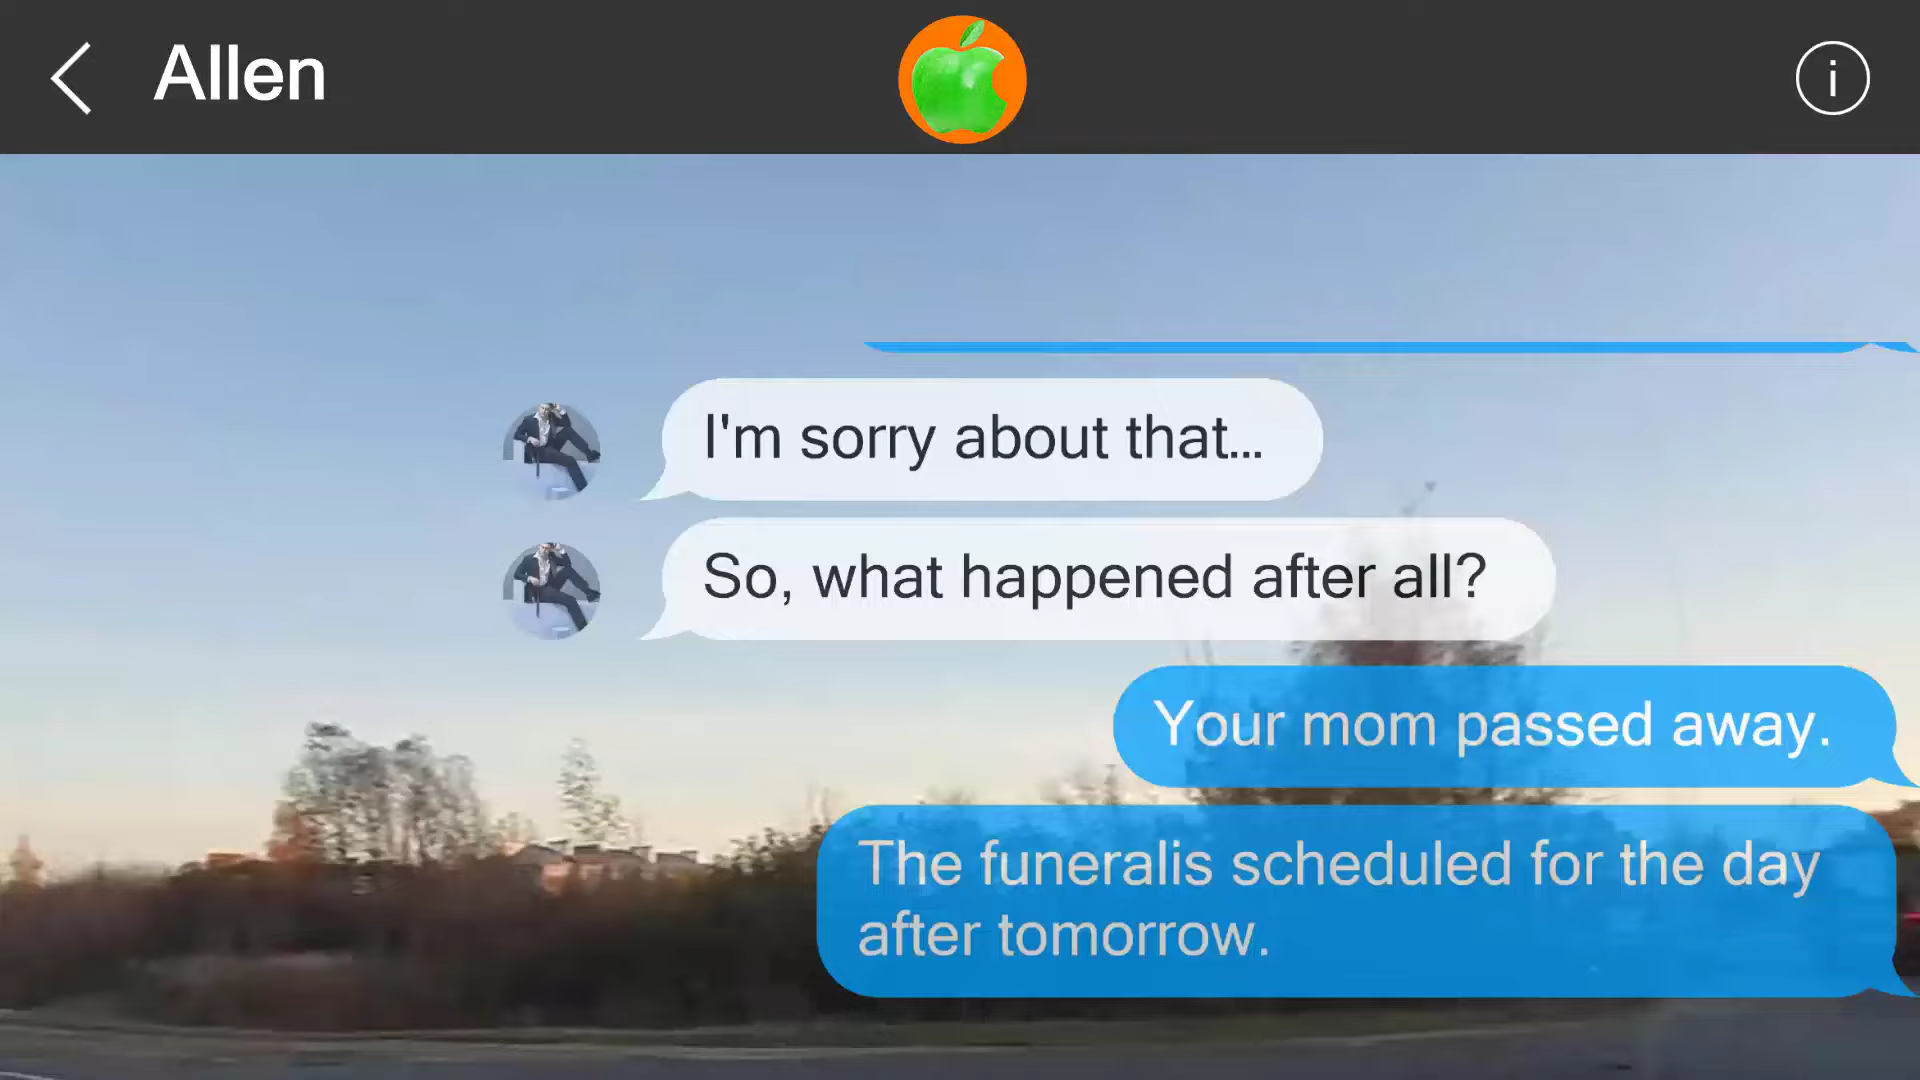 Allen
i
I'm sorry about that...
So, what happened after all?
Your mom passed away.
The funeralis scheduled for the day
after tomorrow.